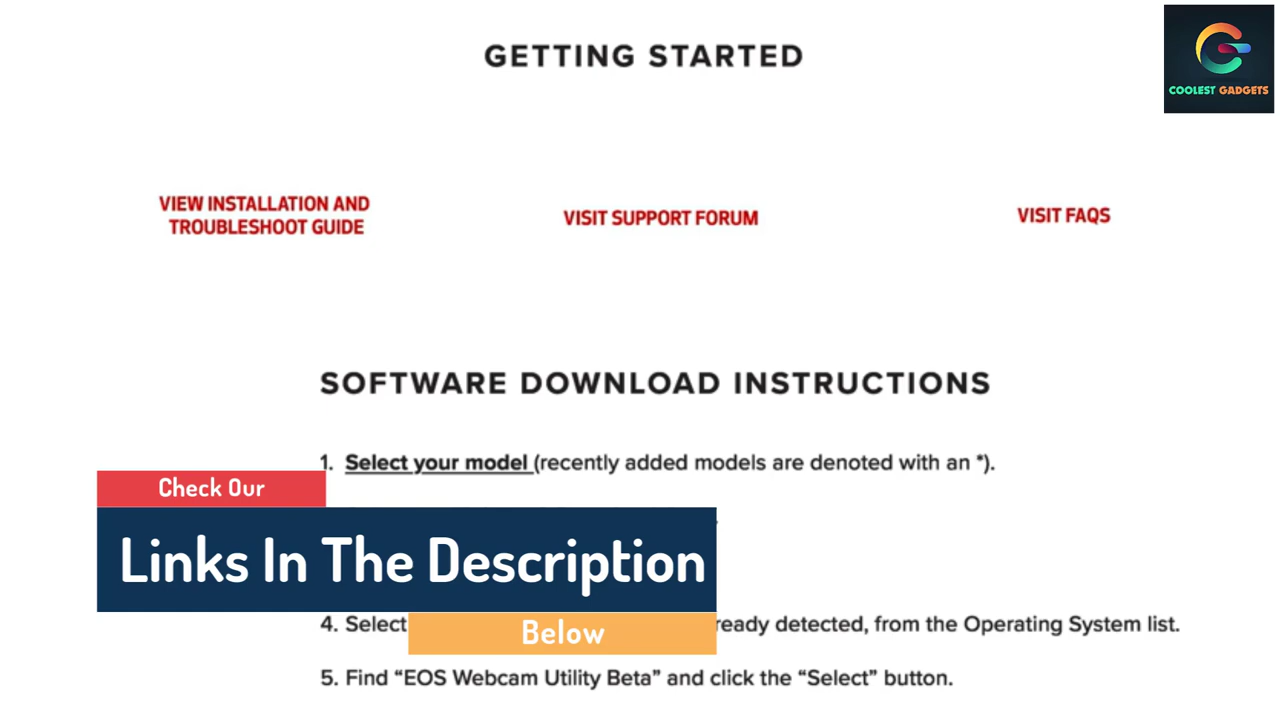 GETTING STARTED
COOLEST GADGETS
VIEW INSTALLATION AND
TROUBLESHOOT GUIDE
VISIT SUPPORT FORUM
VISIT FAQS
SOFTWARE DOWNLOAD INSTRUCTIONS
1. Select your model (recently added models are denoted with an *).
Check Our
Links In The Description
Below
4. Select detected, from the Operating System list.
5. Find “EOS Webcam Utility Beta” and click the “Select” button.